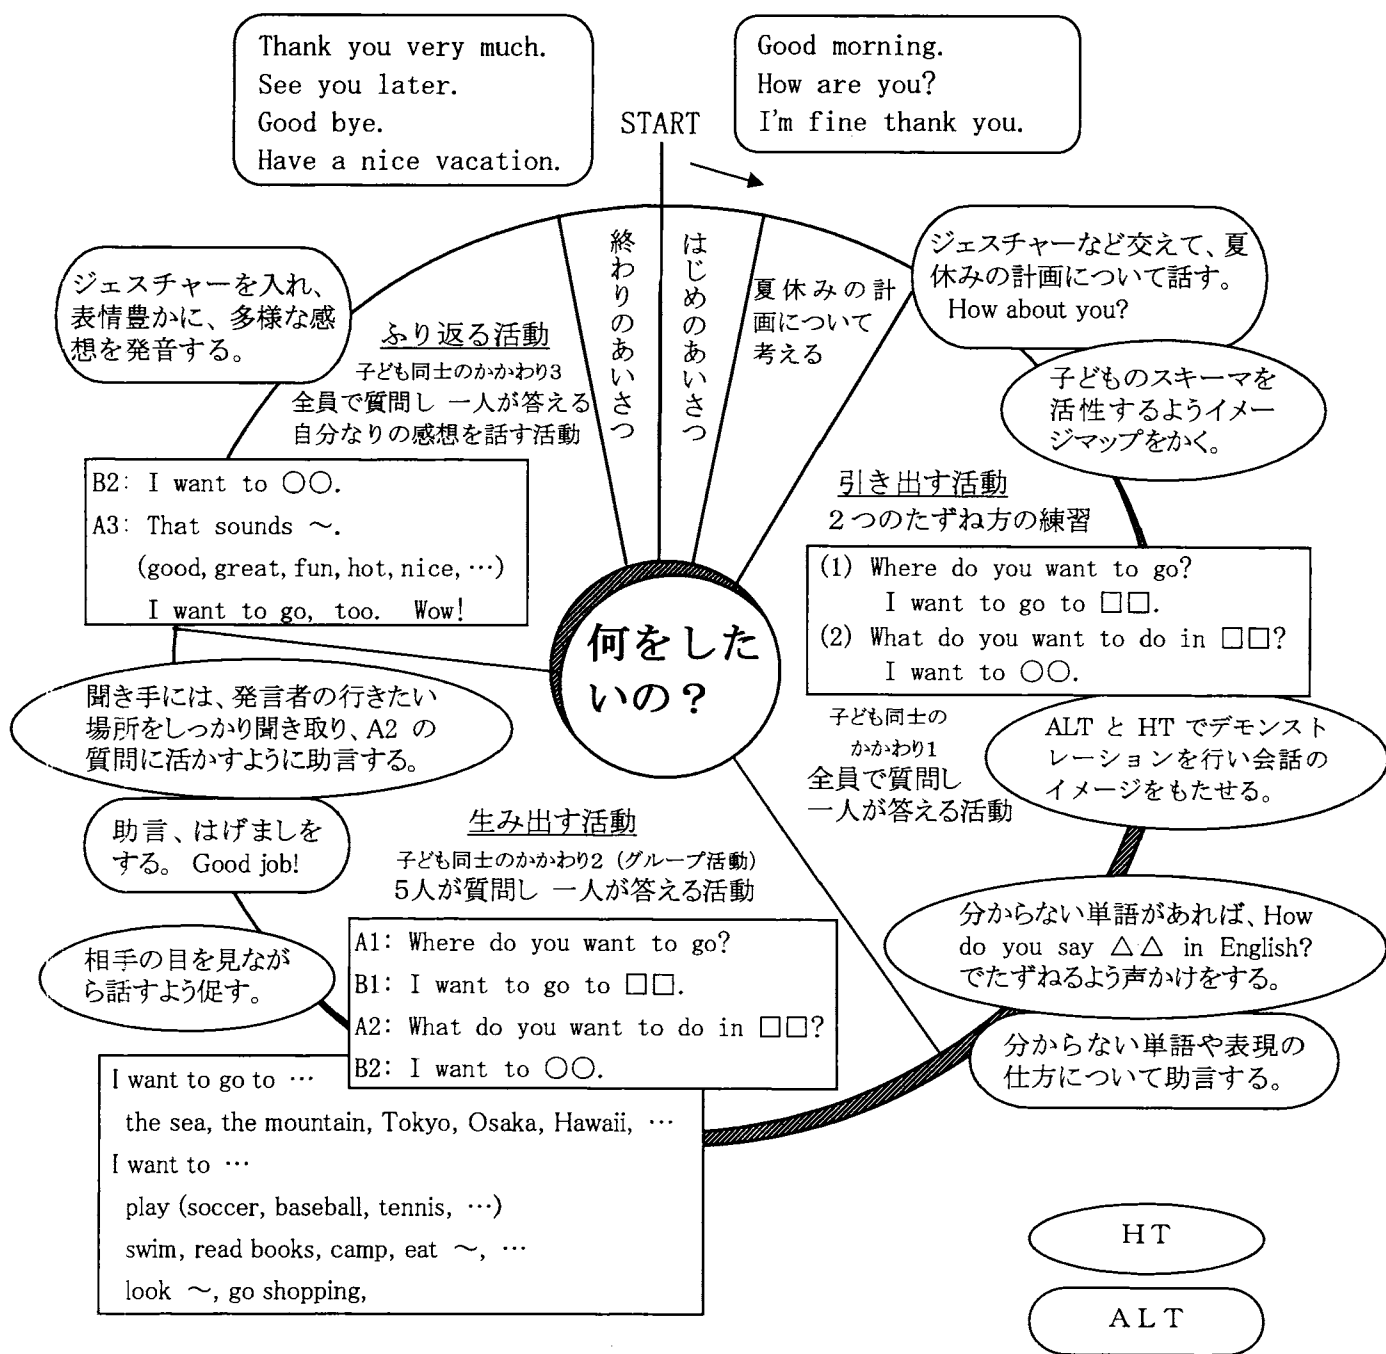 Thank you very much.
See you later.
Good bye.
Have a nice vacation.
START
Good morning.
How are you?
I'm fine thank you.
終わりのあいさつ
はじめのあいさつ
夏休みの計
画について
考える
ジェスチャーなど交えて、夏
休みの計画について話す。
How about you?
子どものスキーマを
活性するようイメー
ジマップをかく。
引き出す活動
2つのたずね方の練習
(1) Where do you want to go?
I want to go to □□.
(2) What do you want to do in □□?
I want to ○○.
子ども同士の
かかわり1
全員で質問し
一人が答える活動
ALT と HT でデモンスト
レーションを行い会話の
イメージをもたせる。
分からない単語があれば、How
do you say △△ in English?
でたずねるよう声かけをする。
分からない単語や表現の
仕方について助言する。
何をした
いの？
生み出す活動
子ども同士のかかわり2 (グループ活動)
5人が質問し 一人が答える活動
A1: Where do you want to go?
B1: I want to go to □□.
A2: What do you want to do in □□?
B2: I want to ○○.
I want to go to …
the sea, the mountain, Tokyo, Osaka, Hawaii, …
I want to …
play (soccer, baseball, tennis, …)
swim, read books, camp, eat ～, …
look ～, go shopping,
相手の目を見なが
ら話すよう促す。
助言、はげましを
する。 Good job!
聞き手には、発言者の行きたい
場所をしっかり聞き取り、A2 の
質問に活かすように助言する。
ふり返る活動
子ども同士のかかわり3
全員で質問し 一人が答える
自分なりの感想を話す活動
B2: I want to ○○.
A3: That sounds ～.
(good, great, fun, hot, nice, …)
I want to go, too. Wow!
ジェスチャーを入れ、
表情豊かに、多様な感
想を発音する。
HT
ALT